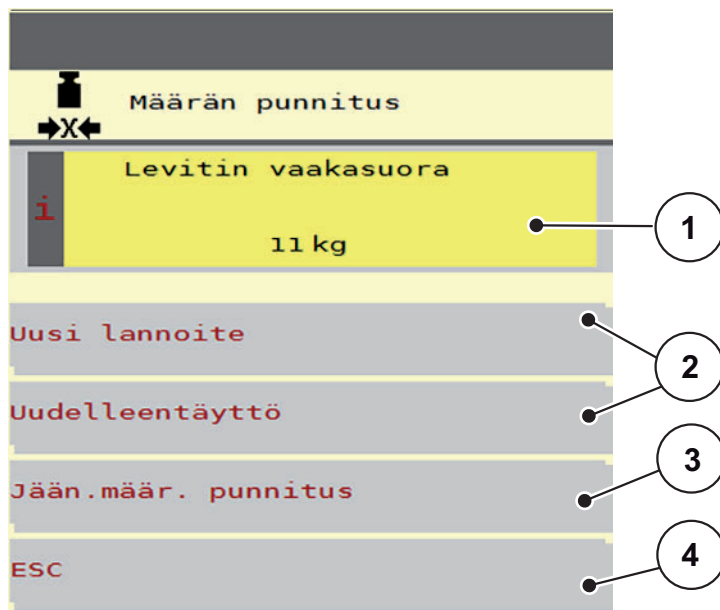 X
Määrän punnitus
Levitin vaakasuora
i
11 kg
1
Uusi lannoite
2
Uudelleentäyttö
Jään.määr. punnitus
3
ESC
4